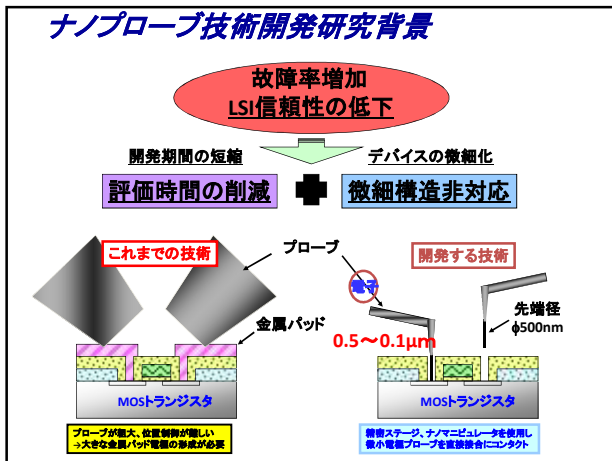 ナノプローブ技術開発研究背景
故障率増加
LSI信頼性の低下
開発期間の短縮
デバイスの微細化
評価時間の削減
微細構造非対応
これまでの技術
プローブ
開発する技術
電子
金属パッド
先端径
ϕ500nm
0.5～0.1μm
MOSトランジスタ
MOSトランジスタ
プローブが粗大、位置制御が難しい
→大きな金属パッド電極の形成が必要
精密ステージ、ナノマニピュレータを使用し
微小電極プローブを直接接合にコンタクト